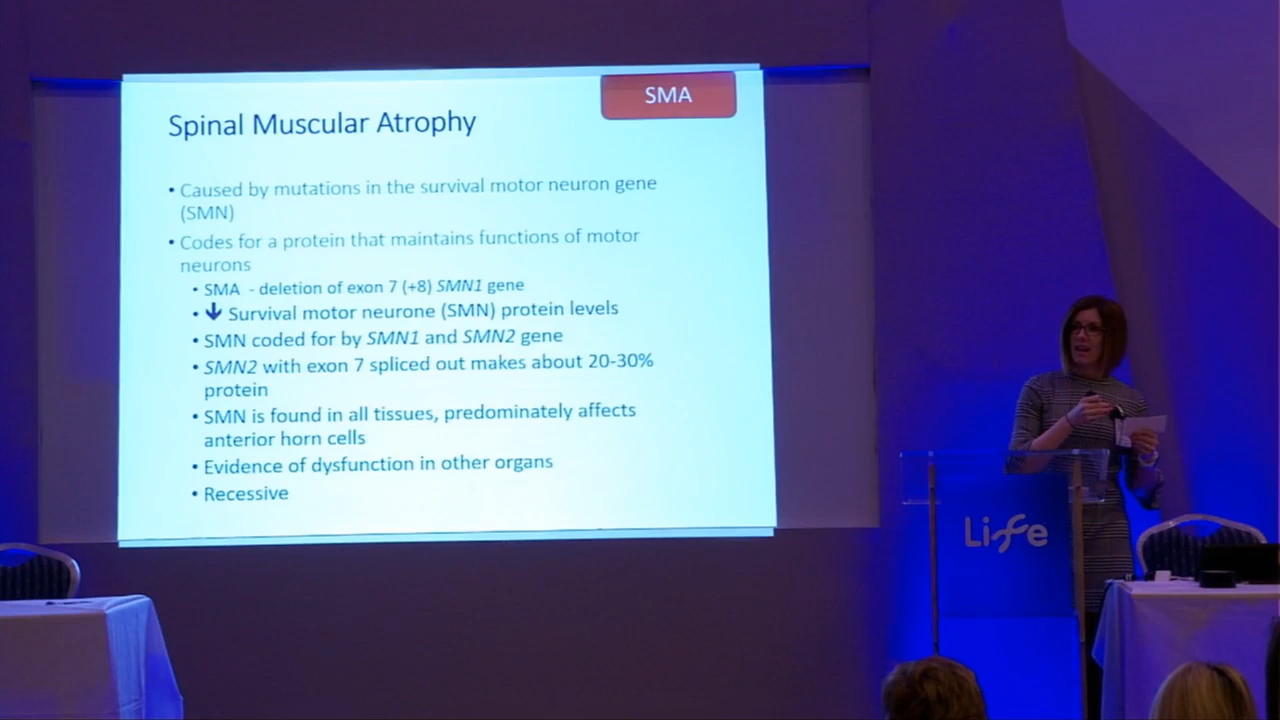 SMA
Spinal Muscular Atrophy
• Caused by mutations in the survival motor neuron gene
(SMN)
• Codes for a protein that maintains functions of motor
neurons
• SMA - deletion of exon 7 (+8) SMN1 gene
• ↓ Survival motor neurone (SMN) protein levels
• SMN coded for by SMN1 and SMN2 gene
• SMN2 with exon 7 spliced out makes about 20-30%
protein
• SMN is found in all tissues, predominately affects
anterior horn cells
• Evidence of dysfunction in other organs
• Recessive
Life